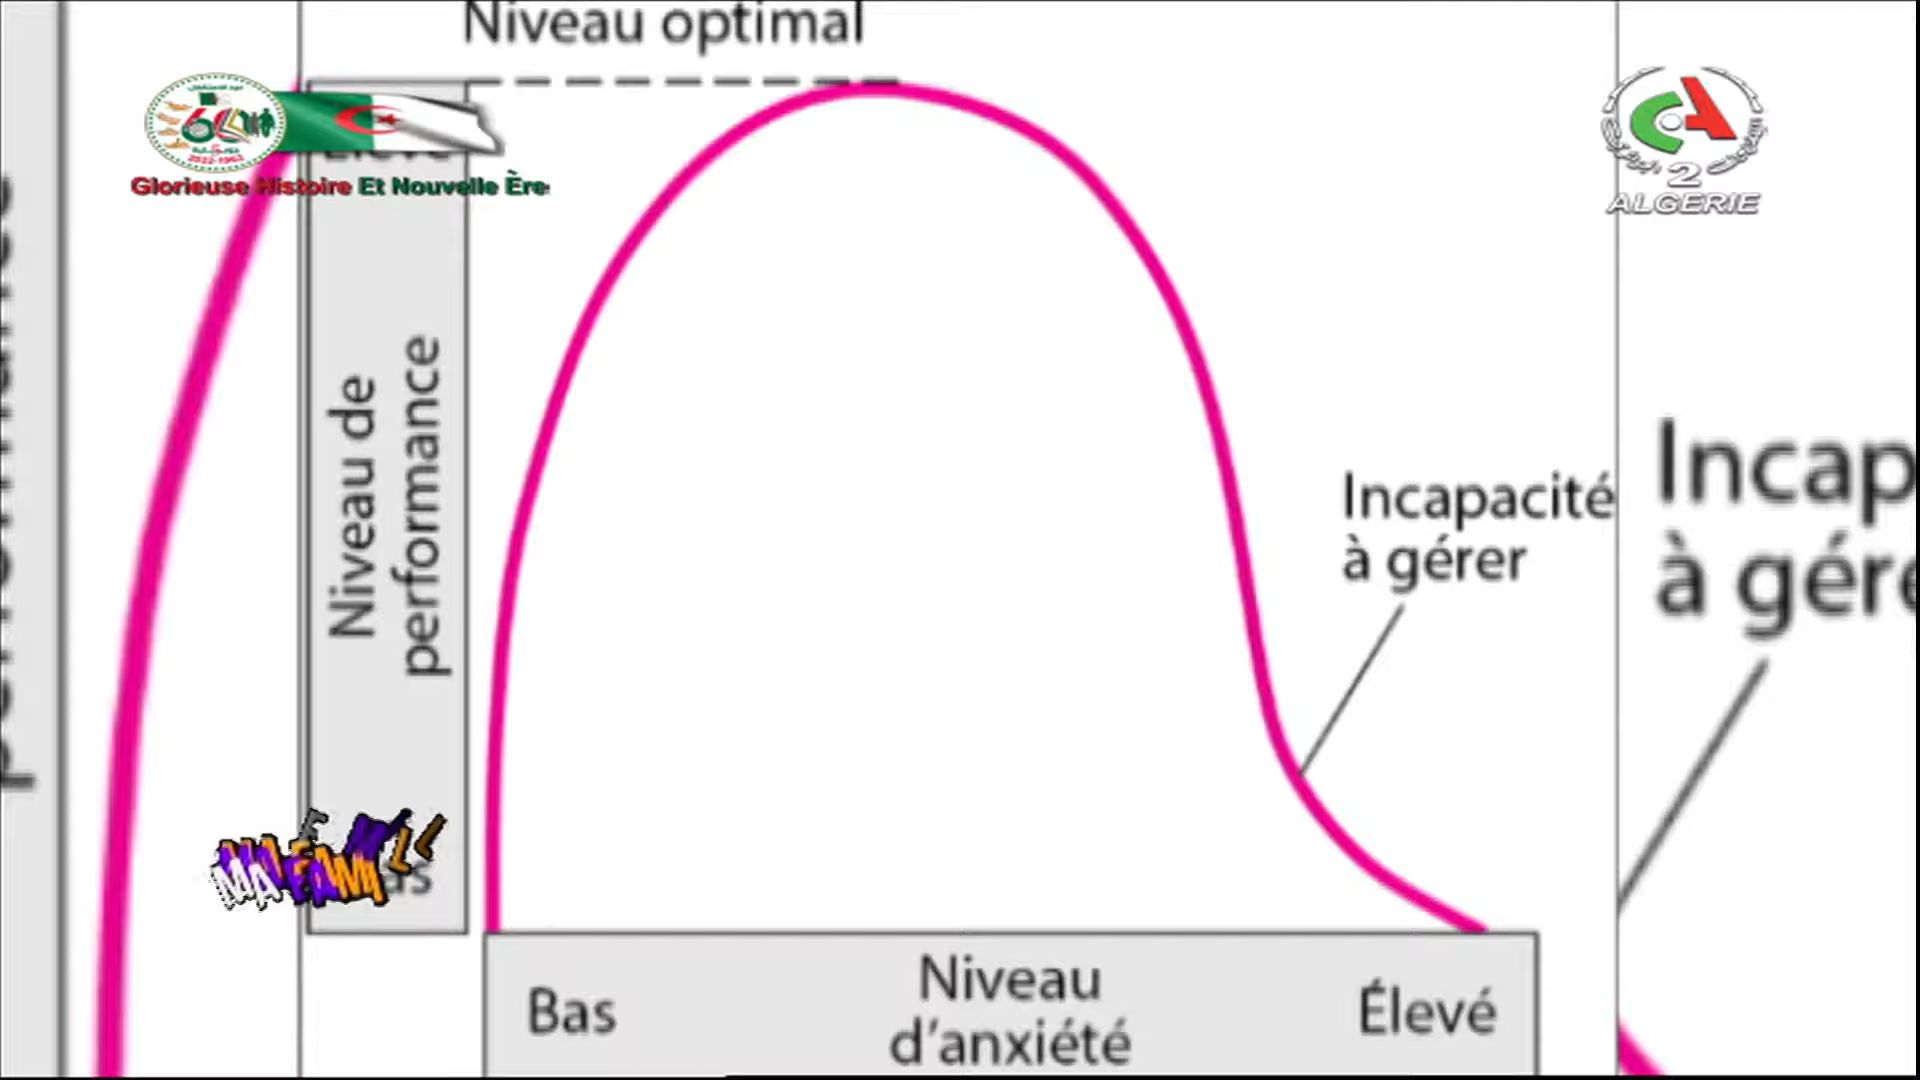 Niveau optimal
Glorieuse Histoire Et Nouvelle Ère
2
ALGERIE
Niveau de
performance
Incapacité
à gérer
Incap
à gére
Bas
Niveau
d'anxiété
Élevé